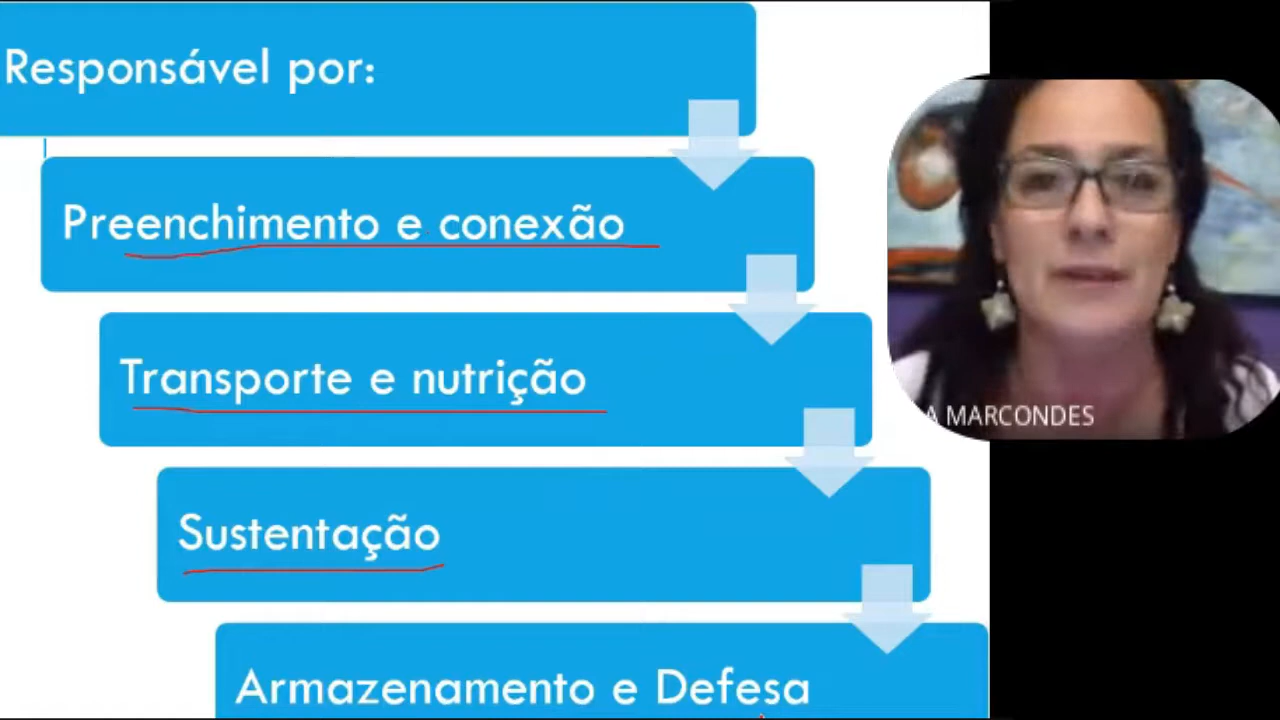 Responsável por:
Preenchimento e conexão
Transporte e nutrição
Sustentação
Armazenamento e Defesa
A MARCONDES